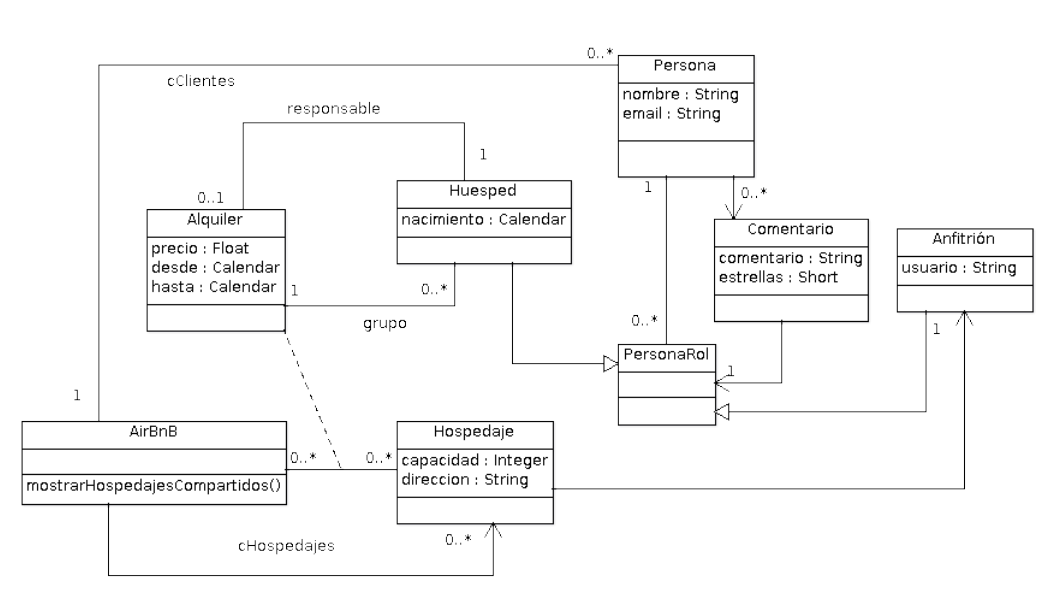 0..*
Persona
cClientes
nombre : String
email : String
responsable
1
Huesped
1
0..*
0..1
nacimiento : Calendar
Alquiler
Comentario
Anfitrión
precio : Float
desde : Calendar
hasta : Calendar
comentario : String
estrellas : Short
usuario : String
1
0..*
grupo
0..*
1
PersonaRol
1
1
AirBnB
Hospedaje
0..*
0..*
capacidad : Integer
direccion : String
mostrarHospedajesCompartidos()
cHospedajes
0..*